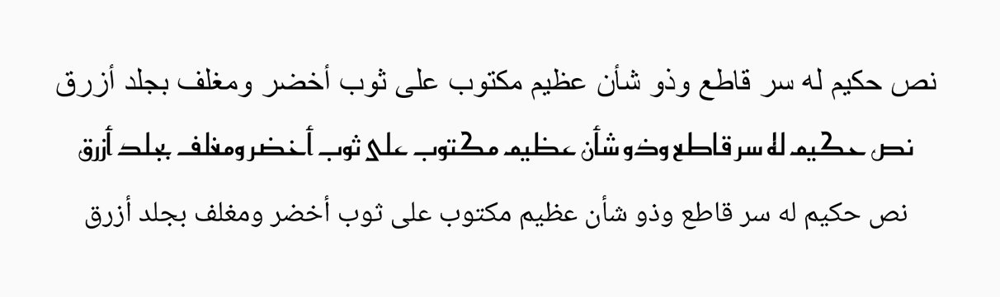 نص حكيم له سر قاطع وذو شأن عظيم مكتوب على ثوب أخضر ومغلف بجلد أزرق
نص حكيم له سر قاطع وذو شأن عظيم مكتوب على ثوب أخضر ومغلف بجلد أزرق
نص حكيم له سر قاطع وذو شأن عظيم مكتوب على ثوب أخضر ومغلف بجلد أزرق